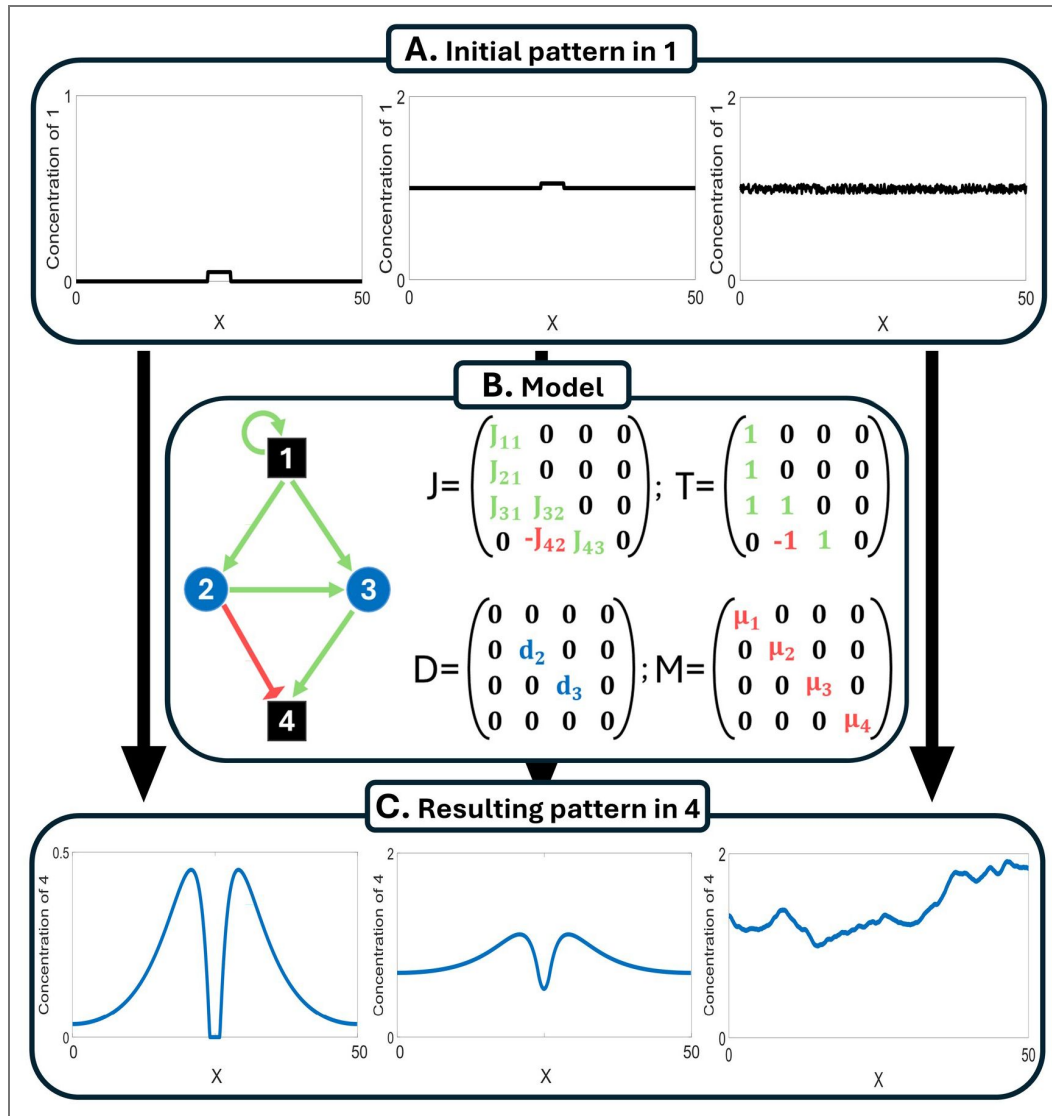 A. Initial pattern in 1
1
0
0
50
X
Concentration of 1
2
0
0
50
X
Concentration of 1
2
0
0
50
X
Concentration of 1
B. Model
1
2
3
4
J= J₁₁ 0 0 0 ; T= 1 0 0 0
J₂₁ 0 0 0 1 0 0 0
J₃₁ J₃₂ 0 0 1 1 0 0
0 -J₄₂ J₄₃ 0 0 -1 1 0
D= 0 0 0 0 ; M= μ₁ 0 0 0
0 d₂ 0 0 0 μ₂ 0 0
0 0 d₃ 0 0 0 μ₃ 0
0 0 0 0 0 0 0 μ₄
C. Resulting pattern in 4
0.5
0
0
50
X
Concentration of 4
2
0
0
50
X
Concentration of 4
2
0
0
50
X
Concentration of 4